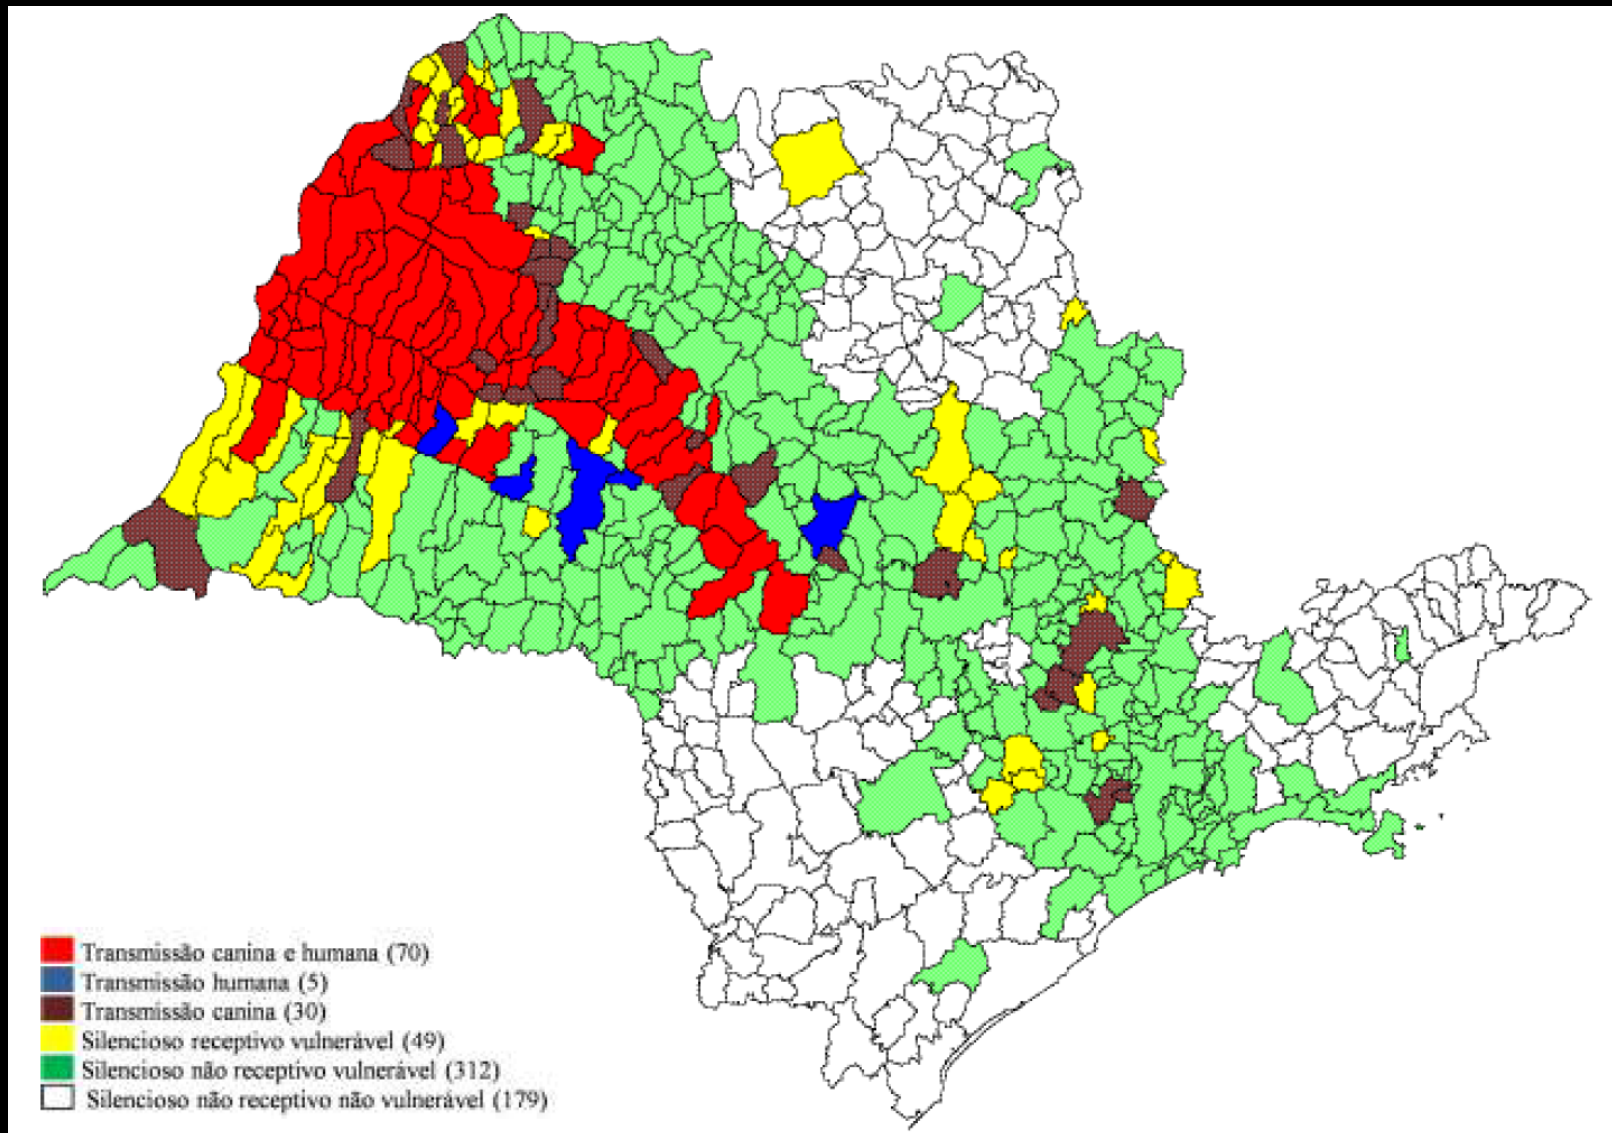 Transmissão canina e humana (70)
Transmissão humana (5)
Transmissão canina (30)
Silencioso receptivo vulnerável (49)
Silencioso não receptivo vulnerável (312)
Silencioso não receptivo não vulnerável (179)